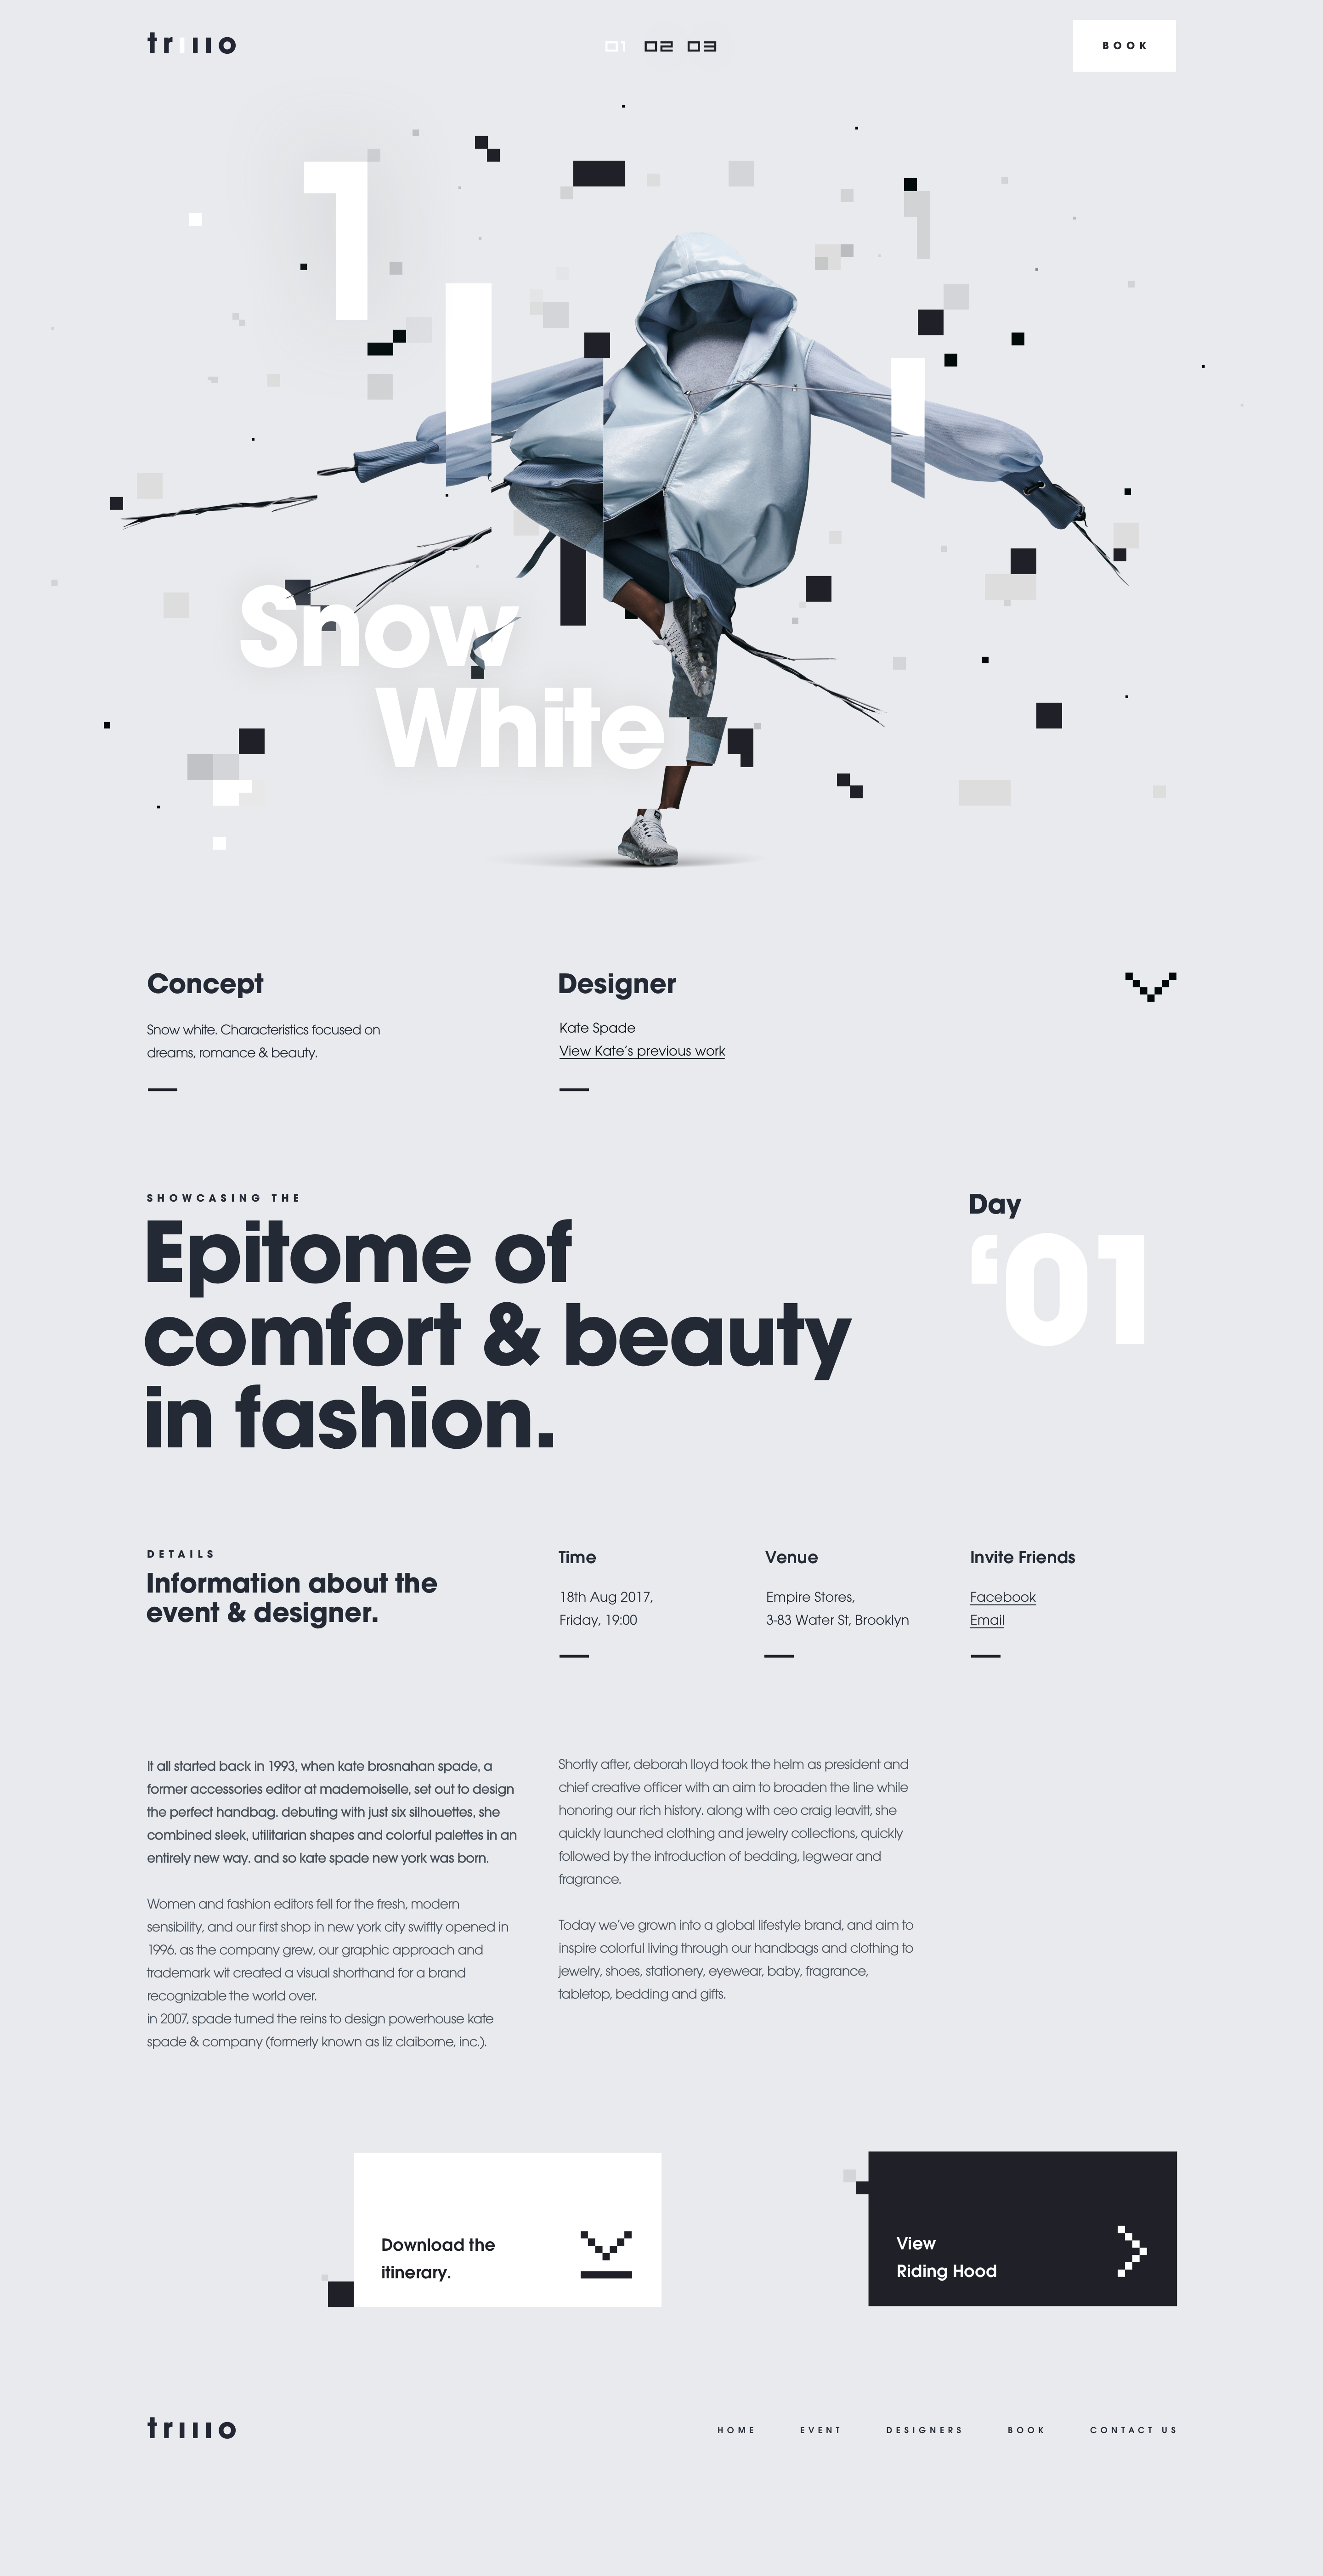 trıııo
01 02 03
BOOK
1
Snow
White
Concept
Snow white. Characteristics focused on
dreams, romance & beauty.
Designer
Kate Spade
View Kate’s previous work
SHOWCASING THE
Epitome of
comfort & beauty
in fashion.
Day
‘01
DETAILS
Information about the
event & designer.
Time
18th Aug 2017,
Friday, 19:00
Venue
Empire Stores,
3-83 Water St, Brooklyn
Invite Friends
Facebook
Email
It all started back in 1993, when kate brosnahan spade, a
former accessories editor at mademoiselle, set out to design
the perfect handbag. debuting with just six silhouettes, she
combined sleek, utilitarian shapes and colorful palettes in an
entirely new way. and so kate spade new york was born.
Women and fashion editors fell for the fresh, modern
sensibility, and our first shop in new york city swiftly opened in
1996. as the company grew, our graphic approach and
trademark wit created a visual shorthand for a brand
recognizable the world over.
in 2007, spade turned the reins to design powerhouse kate
spade & company (formerly known as liz claiborne, inc.).
Shortly after, deborah lloyd took the helm as president and
chief creative officer with an aim to broaden the line while
honoring our rich history. along with ceo craig leavitt, she
quickly launched clothing and jewelry collections, quickly
followed by the introduction of bedding, legwear and
fragrance.
Today we’ve grown into a global lifestyle brand, and aim to
inspire colorful living through our handbags and clothing to
jewelry, shoes, stationery, eyewear, baby, fragrance,
tabletop, bedding and gifts.
Download the
itinerary.
View
Riding Hood
trıııo
HOME EVENT DESIGNERS BOOK CONTACT US